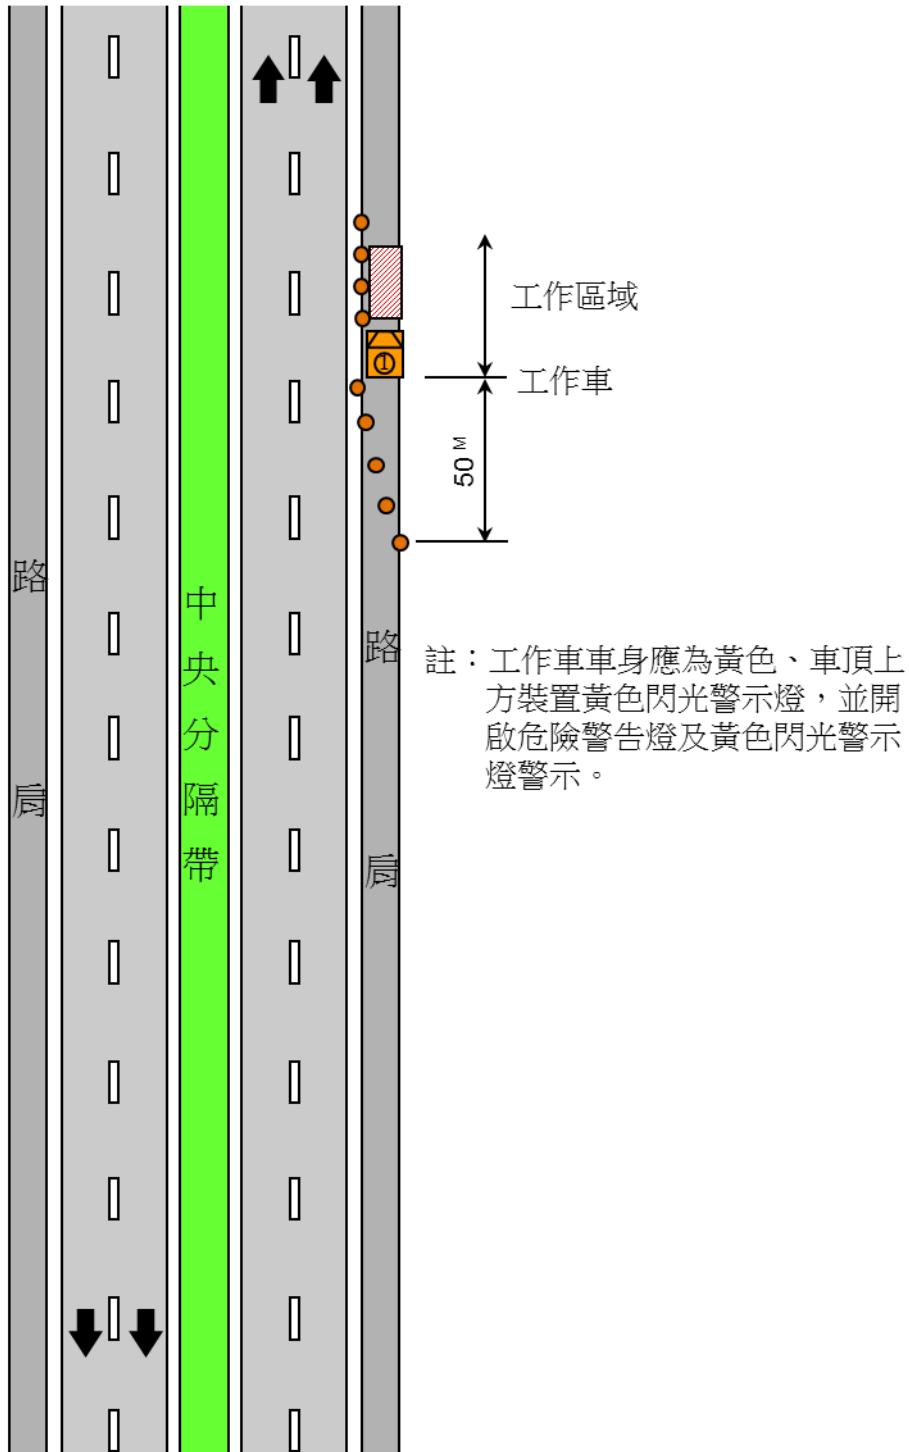 工作區域
①
工作車
50 M
路肩
中央分隔帶
路肩
註：工作車車身應為黃色、車頂上
方裝置黃色閃光警示燈，並開
啟危險警告燈及黃色閃光警示
燈警示。